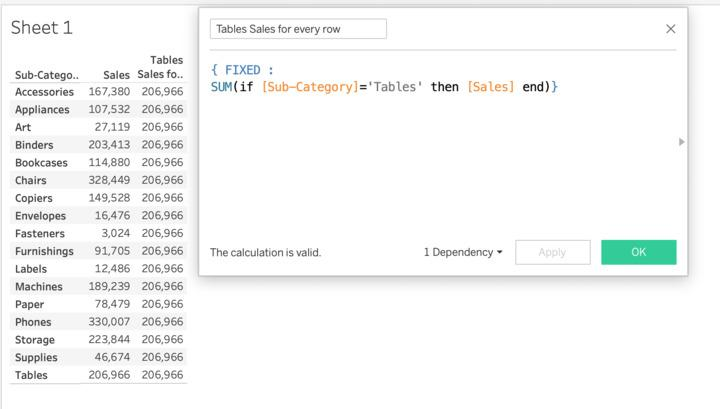 Sheet 1
Tables
Sub-Catego.. Sales Sales fo..
Accessories 167,380 206,966
Appliances 107,532 206,966
Art 27,119 206,966
Binders 203,413 206,966
Bookcases 114,880 206,966
Chairs 328,449 206,966
Copiers 149,528 206,966
Envelopes 16,476 206,966
Fasteners 3,024 206,966
Furnishings 91,705 206,966
Labels 12,486 206,966
Machines 189,239 206,966
Paper 78,479 206,966
Phones 330,007 206,966
Storage 223,844 206,966
Supplies 46,674 206,966
Tables 206,966 206,966
Tables Sales for every row
{ FIXED :
SUM(if [Sub-Category]='Tables' then [Sales] end)}
The calculation is valid.
1 Dependency
Apply
OK